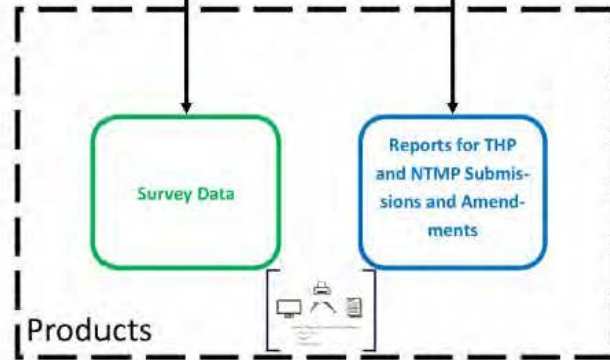 Survey Data
Reports for THP
and NTMP Submis-
sions and Amend-
ments
Products